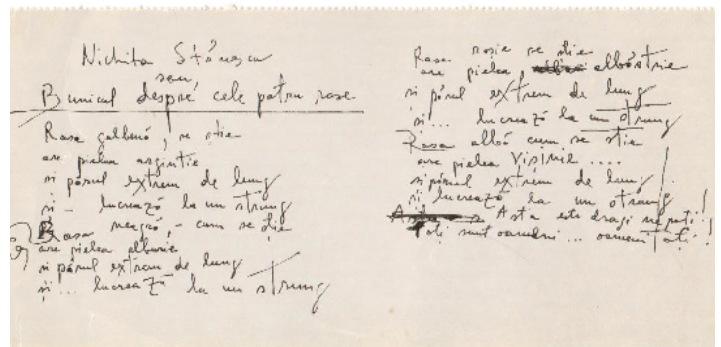 Nichita Stănescu
sau
Bunicul despre cele patru rase
Rasa galbenă, se știe
are pielea argintie
și părul extrem de lung
și - lucrează la un strung
Rasa neagră, - cum se știe
are pielea alburie
și părul extrem de lung
și... lucrează la un strung
Rasa roșie se știe
are pielea, albăstrie
și părul extrem de lung
și... lucrează la un strung
Rasa albă cum se știe
are pielea vișinie ....
și părul extrem de lung!
și lucrează la un strung!
Asta este dragi nepoți!
Toți sunt oameni... oameni toți!